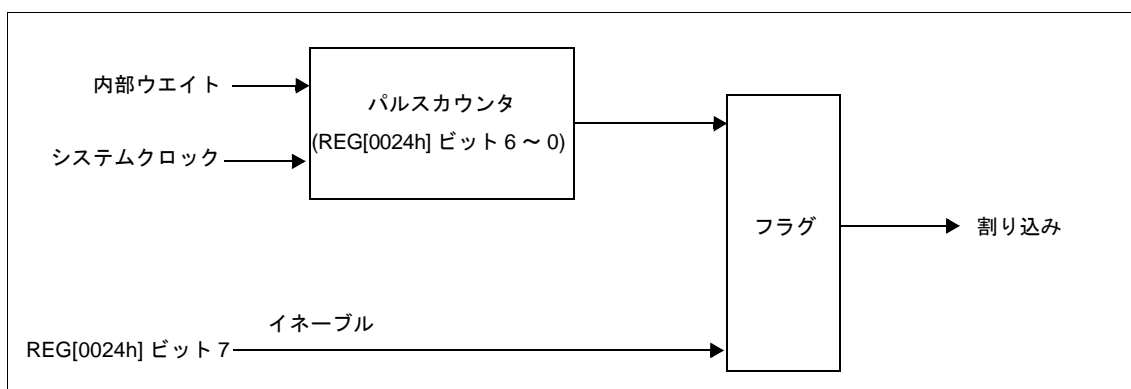 内部ウエイト
システムクロック
パルスカウンタ
(REG[0024h] ビット 6 ～ 0)
フラグ
割り込み
イネーブル
REG[0024h] ビット 7